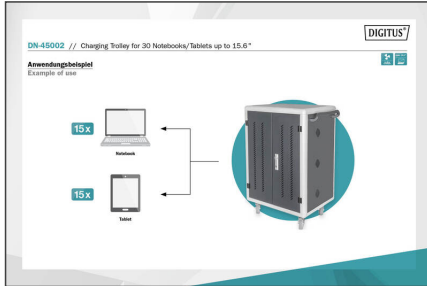 DIGITUS®
DN-45002 // Charging Trolley for 30 Notebooks/Tablets up to 15.6"
Anwendungsbeispiel
Example of use
15x
Notebook
15x
Tablet